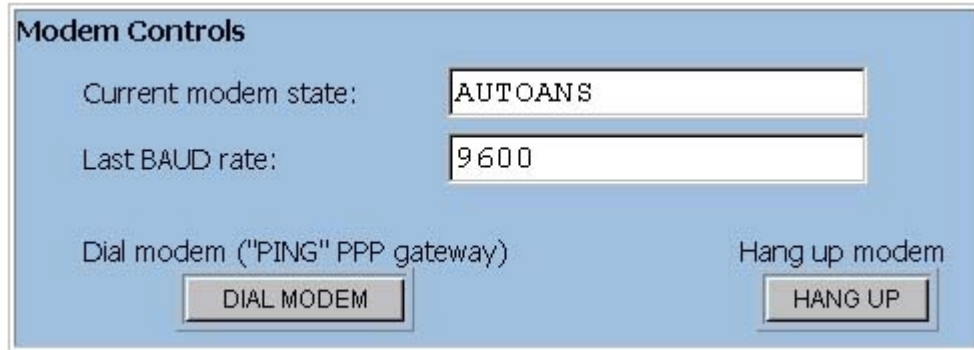 Modem Controls
Current modem state: AUTOANS
Last BAUD rate: 9600
Dial modem ("PING" PPP gateway) Hang up modem
DIAL MODEM HANG UP